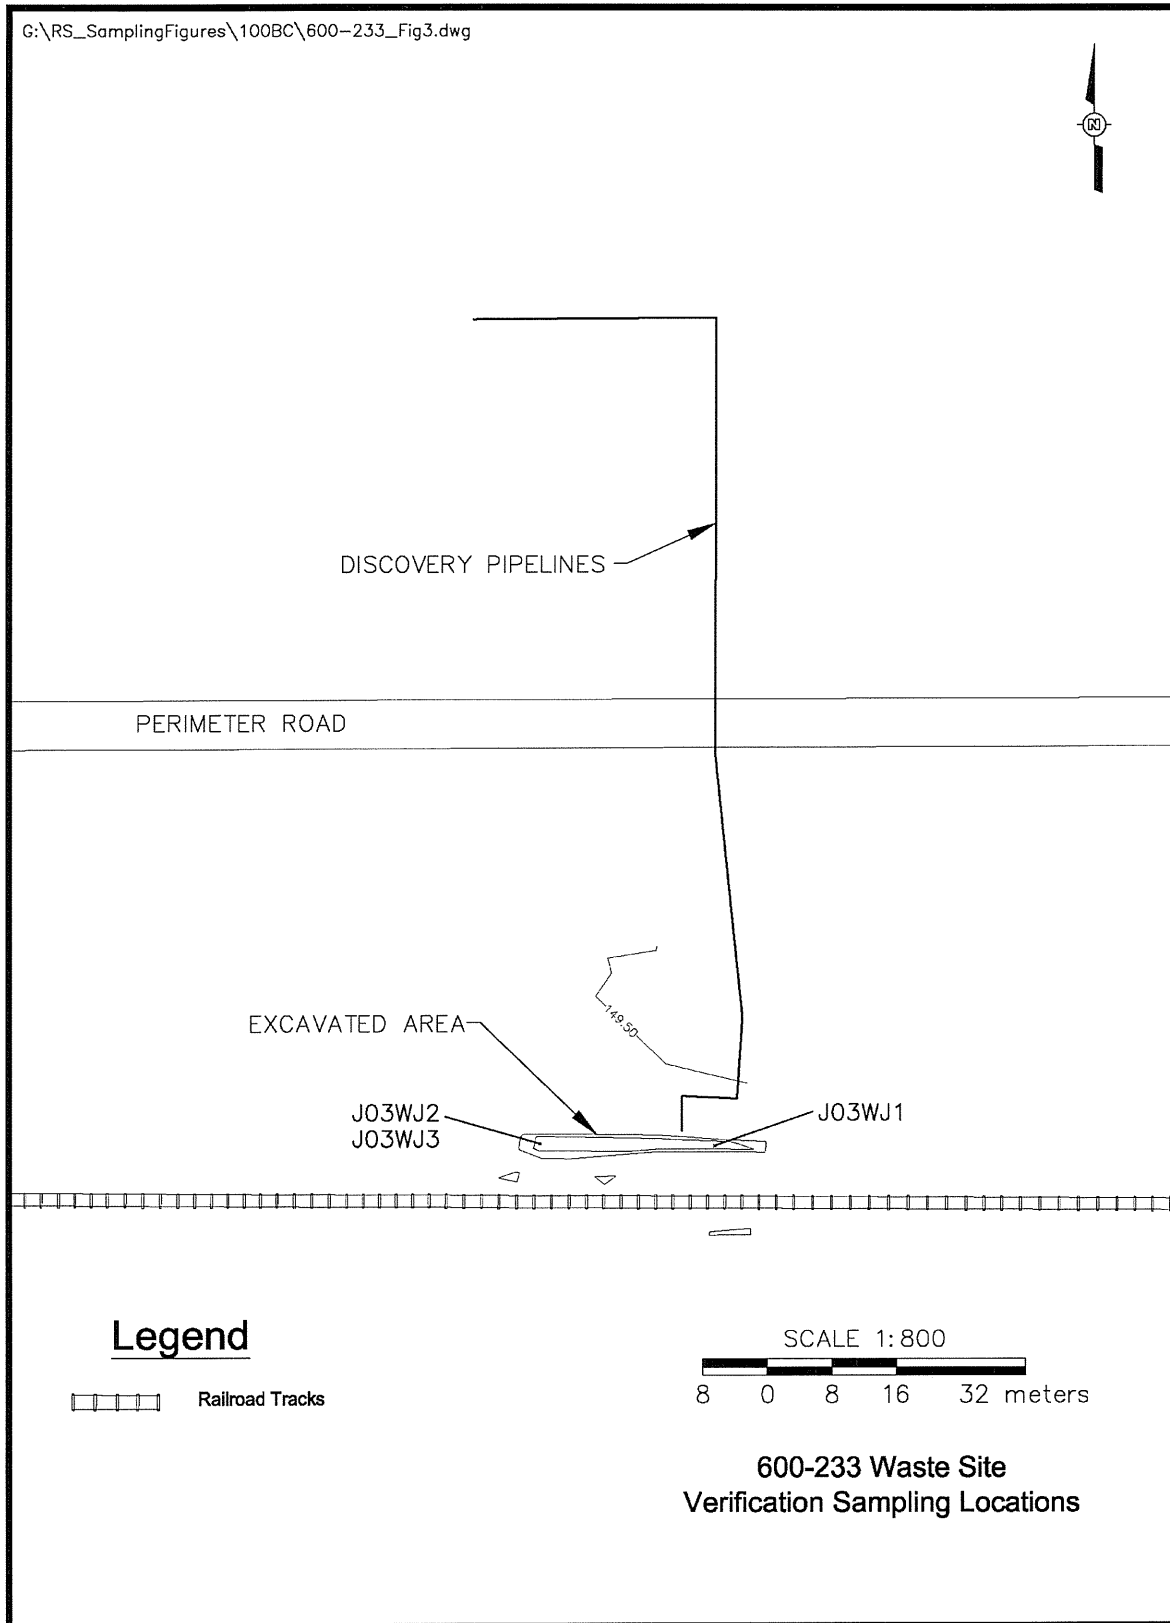 G:\RS_SamplingFigures\100BC\600-233_Fig3.dwg
N
DISCOVERY PIPELINES
PERIMETER ROAD
149.50
EXCAVATED AREA
J03WJ2
J03WJ3
J03WJ1
Legend
Railroad Tracks
SCALE 1:800
8 0 8 16 32 meters
600-233 Waste Site
Verification Sampling Locations